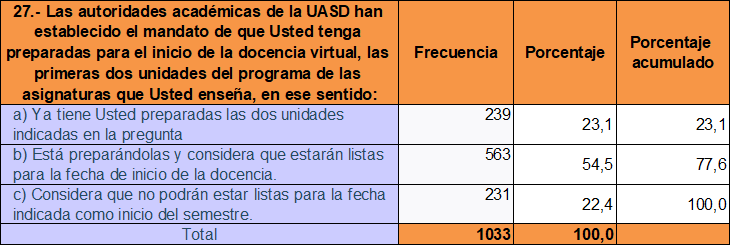 27.- Las autoridades académicas de la UASD han
establecido el mandato de que Usted tenga
preparadas para el inicio de la docencia virtual, las
primeras dos unidades del programa de las
asignaturas que Usted enseña, en ese sentido:
Frecuencia
Porcentaje
Porcentaje
acumulado
a) Ya tiene Usted preparadas las dos unidades
indicadas en la pregunta
239
23,1
23,1
b) Está preparándolas y considera que estarán listas
para la fecha de inicio de la docencia.
563
54,5
77,6
c) Considera que no podrán estar listas para la fecha
indicada como inicio del semestre.
231
22,4
100,0
Total
1033
100,0